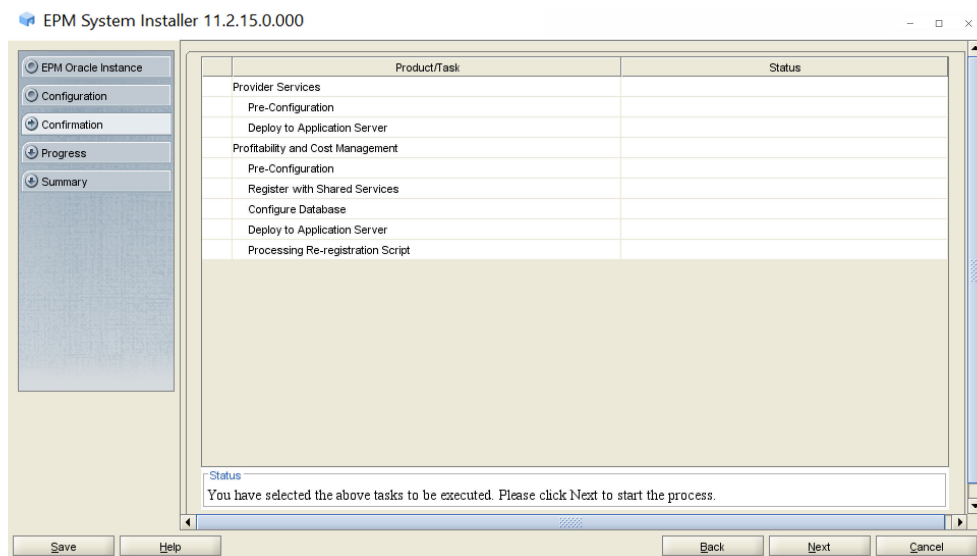 EPM System Installer 11.2.15.0.000
EPM Oracle Instance
Configuration
Confirmation
Progress
Summary
Product/Task Status
Provider Services
Pre-Configuration
Deploy to Application Server
Profitability and Cost Management
Pre-Configuration
Register with Shared Services
Configure Database
Deploy to Application Server
Processing Re-registration Script
Status
You have selected the above tasks to be executed. Please click Next to start the process.
Save Help Back Next Cancel